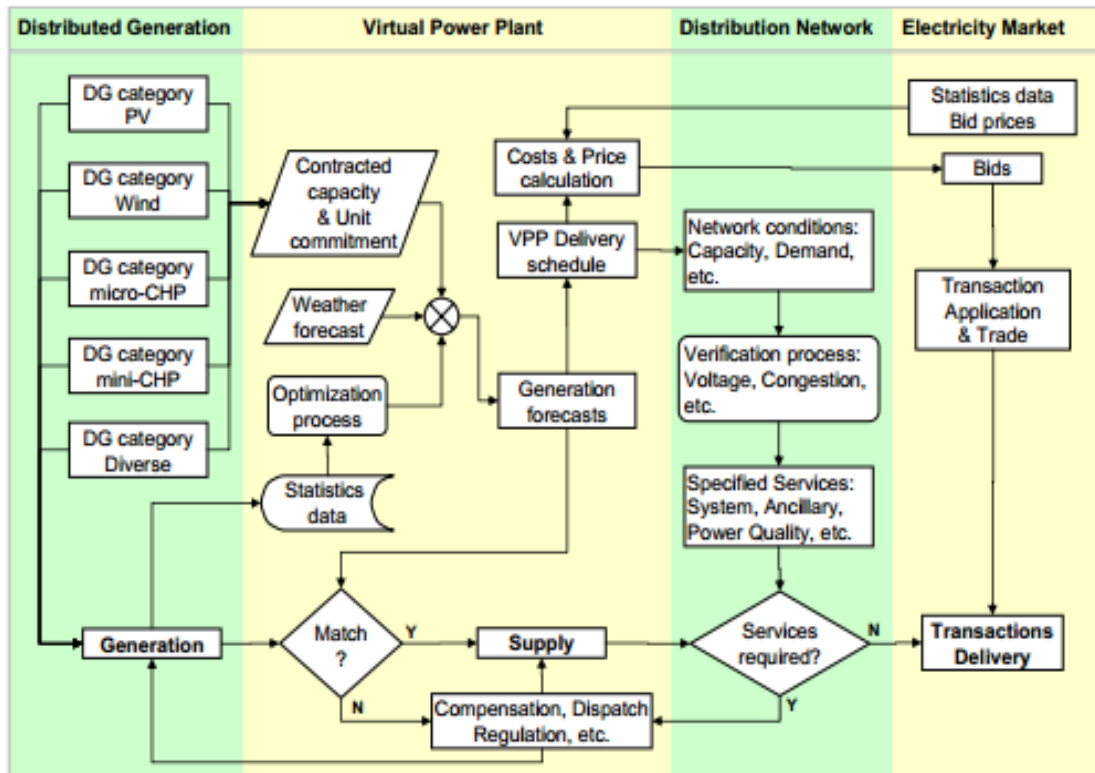 Distributed Generation
Virtual Power Plant
Distribution Network
Electricity Market
DG category
PV
DG category
Wind
DG category
micro-CHP
DG category
mini-CHP
DG category
Diverse
Generation
Contracted
capacity
& Unit
commitment
Weather
forecast
Optimization
process
Statistics
data
Match
?
Y
N
Costs & Price
calculation
VPP Delivery
schedule
Generation
forecasts
Supply
Compensation, Dispatch
Regulation, etc.
Network conditions:
Capacity, Demand,
etc.
Verification process:
Voltage, Congestion,
etc.
Specified Services:
System, Ancillary,
Power Quality, etc.
Services
required?
N
Y
Statistics data
Bid prices
Bids
Transaction
Application
& Trade
Transactions
Delivery